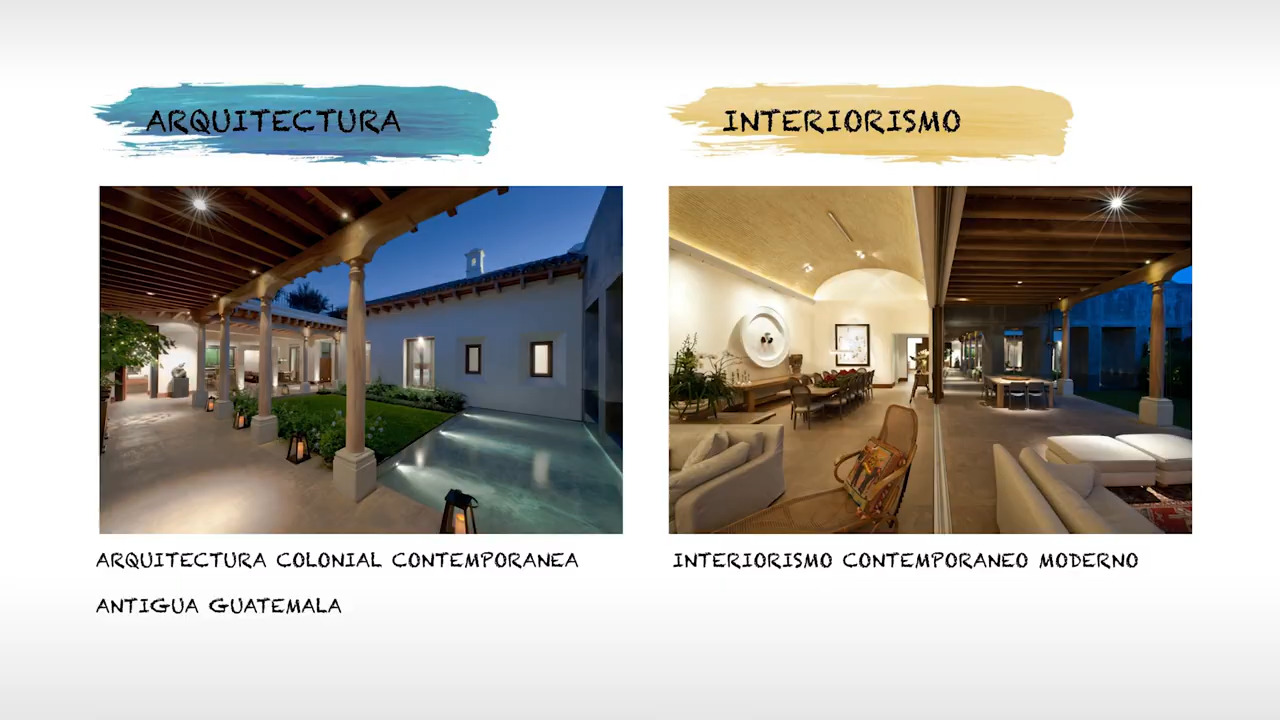 ARQUITECTURA
INTERIORISMO
ARQUITECTURA COLONIAL CONTEMPORANEA
ANTIGUA GUATEMALA
INTERIORISMO CONTEMPORANEO MODERNO